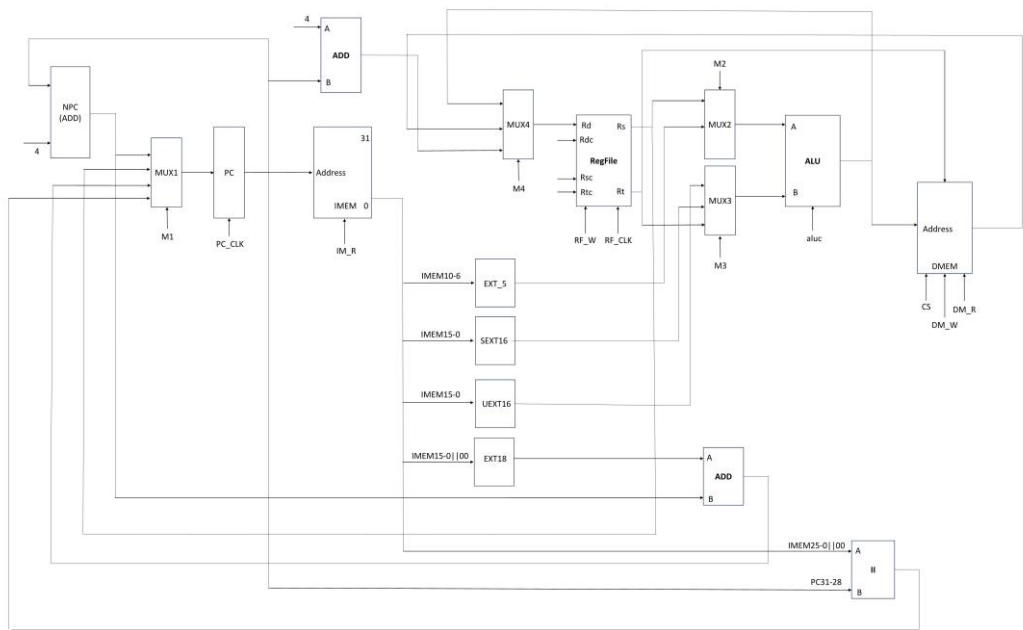 4
A
ADD
B
NPC
(ADD)
4
MUX1
M1
PC
PC_CLK
31
Address
IMEM 0
IM_R
MUX4
M4
Rd
Rs
Rdc
RegFile
Rsc
Rtc
Rt
RF_W
RF_CLK
M2
MUX2
MUX3
M3
A
ALU
B
aluc
Address
DMEM
CS
DM_W
DM_R
IMEM10-6
EXT_5
IMEM15-0
SEXT16
IMEM15-0
UEXT16
IMEM15-0||00
EXT18
A
ADD
B
IMEM25-0||00
A
II
PC31-28
B